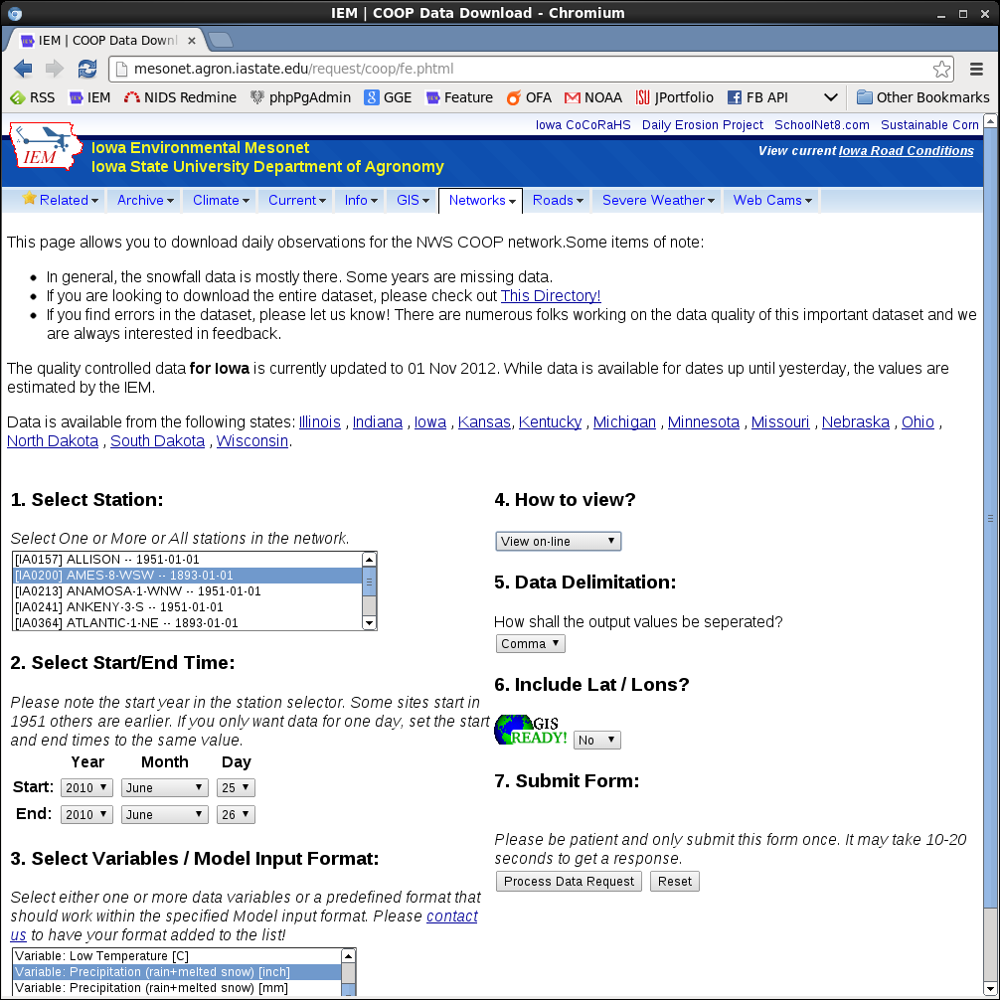 IEM | COOP Data Download - Chromium
IEM | COOP Data Downl
mesonet.agron.iastate.edu/request/coop/fe.phtml
RSS IEM NIDS Redmine phpPgAdmin GGE Feature OFA NOAA JPortfolio FB API Other Bookmarks
Iowa CoCoRaHS Daily Erosion Project SchoolNet8.com Sustainable Corn
IEM
Iowa Environmental Mesonet
Iowa State University Department of Agronomy
View current Iowa Road Conditions
Related Archive Climate Current Info GIS Networks Roads Severe Weather Web Cams
This page allows you to download daily observations for the NWS COOP network.Some items of note:
In general, the snowfall data is mostly there. Some years are missing data.
If you are looking to download the entire dataset, please check out This Directory!
If you find errors in the dataset, please let us know! There are numerous folks working on the data quality of this important dataset and we
are always interested in feedback.
The quality controlled data for Iowa is currently updated to 01 Nov 2012. While data is available for dates up until yesterday, the values are
estimated by the IEM.
Data is available from the following states: Illinois , Indiana , Iowa , Kansas, Kentucky , Michigan , Minnesota , Missouri , Nebraska , Ohio ,
North Dakota , South Dakota , Wisconsin.
1. Select Station:
Select One or More or All stations in the network.
[IA0157] ALLISON -- 1951-01-01
[IA0200] AMES-8-WSW -- 1893-01-01
[IA0213] ANAMOSA-1-WNW -- 1951-01-01
[IA0241] ANKENY-3-S -- 1951-01-01
[IA0364] ATLANTIC-1-NE -- 1893-01-01
2. Select Start/End Time:
Please note the start year in the station selector. Some sites start in
1951 others are earlier. If you only want data for one day, set the start
and end times to the same value.
Year Month Day
Start: 2010 June 25
End: 2010 June 26
3. Select Variables / Model Input Format:
Select either one or more data variables or a predefined format that
should work within the specified Model input format. Please contact
us to have your format added to the list!
Variable: Low Temperature [C]
Variable: Precipitation (rain+melted snow) [inch]
Variable: Precipitation (rain+melted snow) [mm]
4. How to view?
View on-line
5. Data Delimitation:
How shall the output values be seperated?
Comma
6. Include Lat / Lons?
GIS
READY!
No
7. Submit Form:
Please be patient and only submit this form once. It may take 10-20
seconds to get a response.
Process Data Request Reset